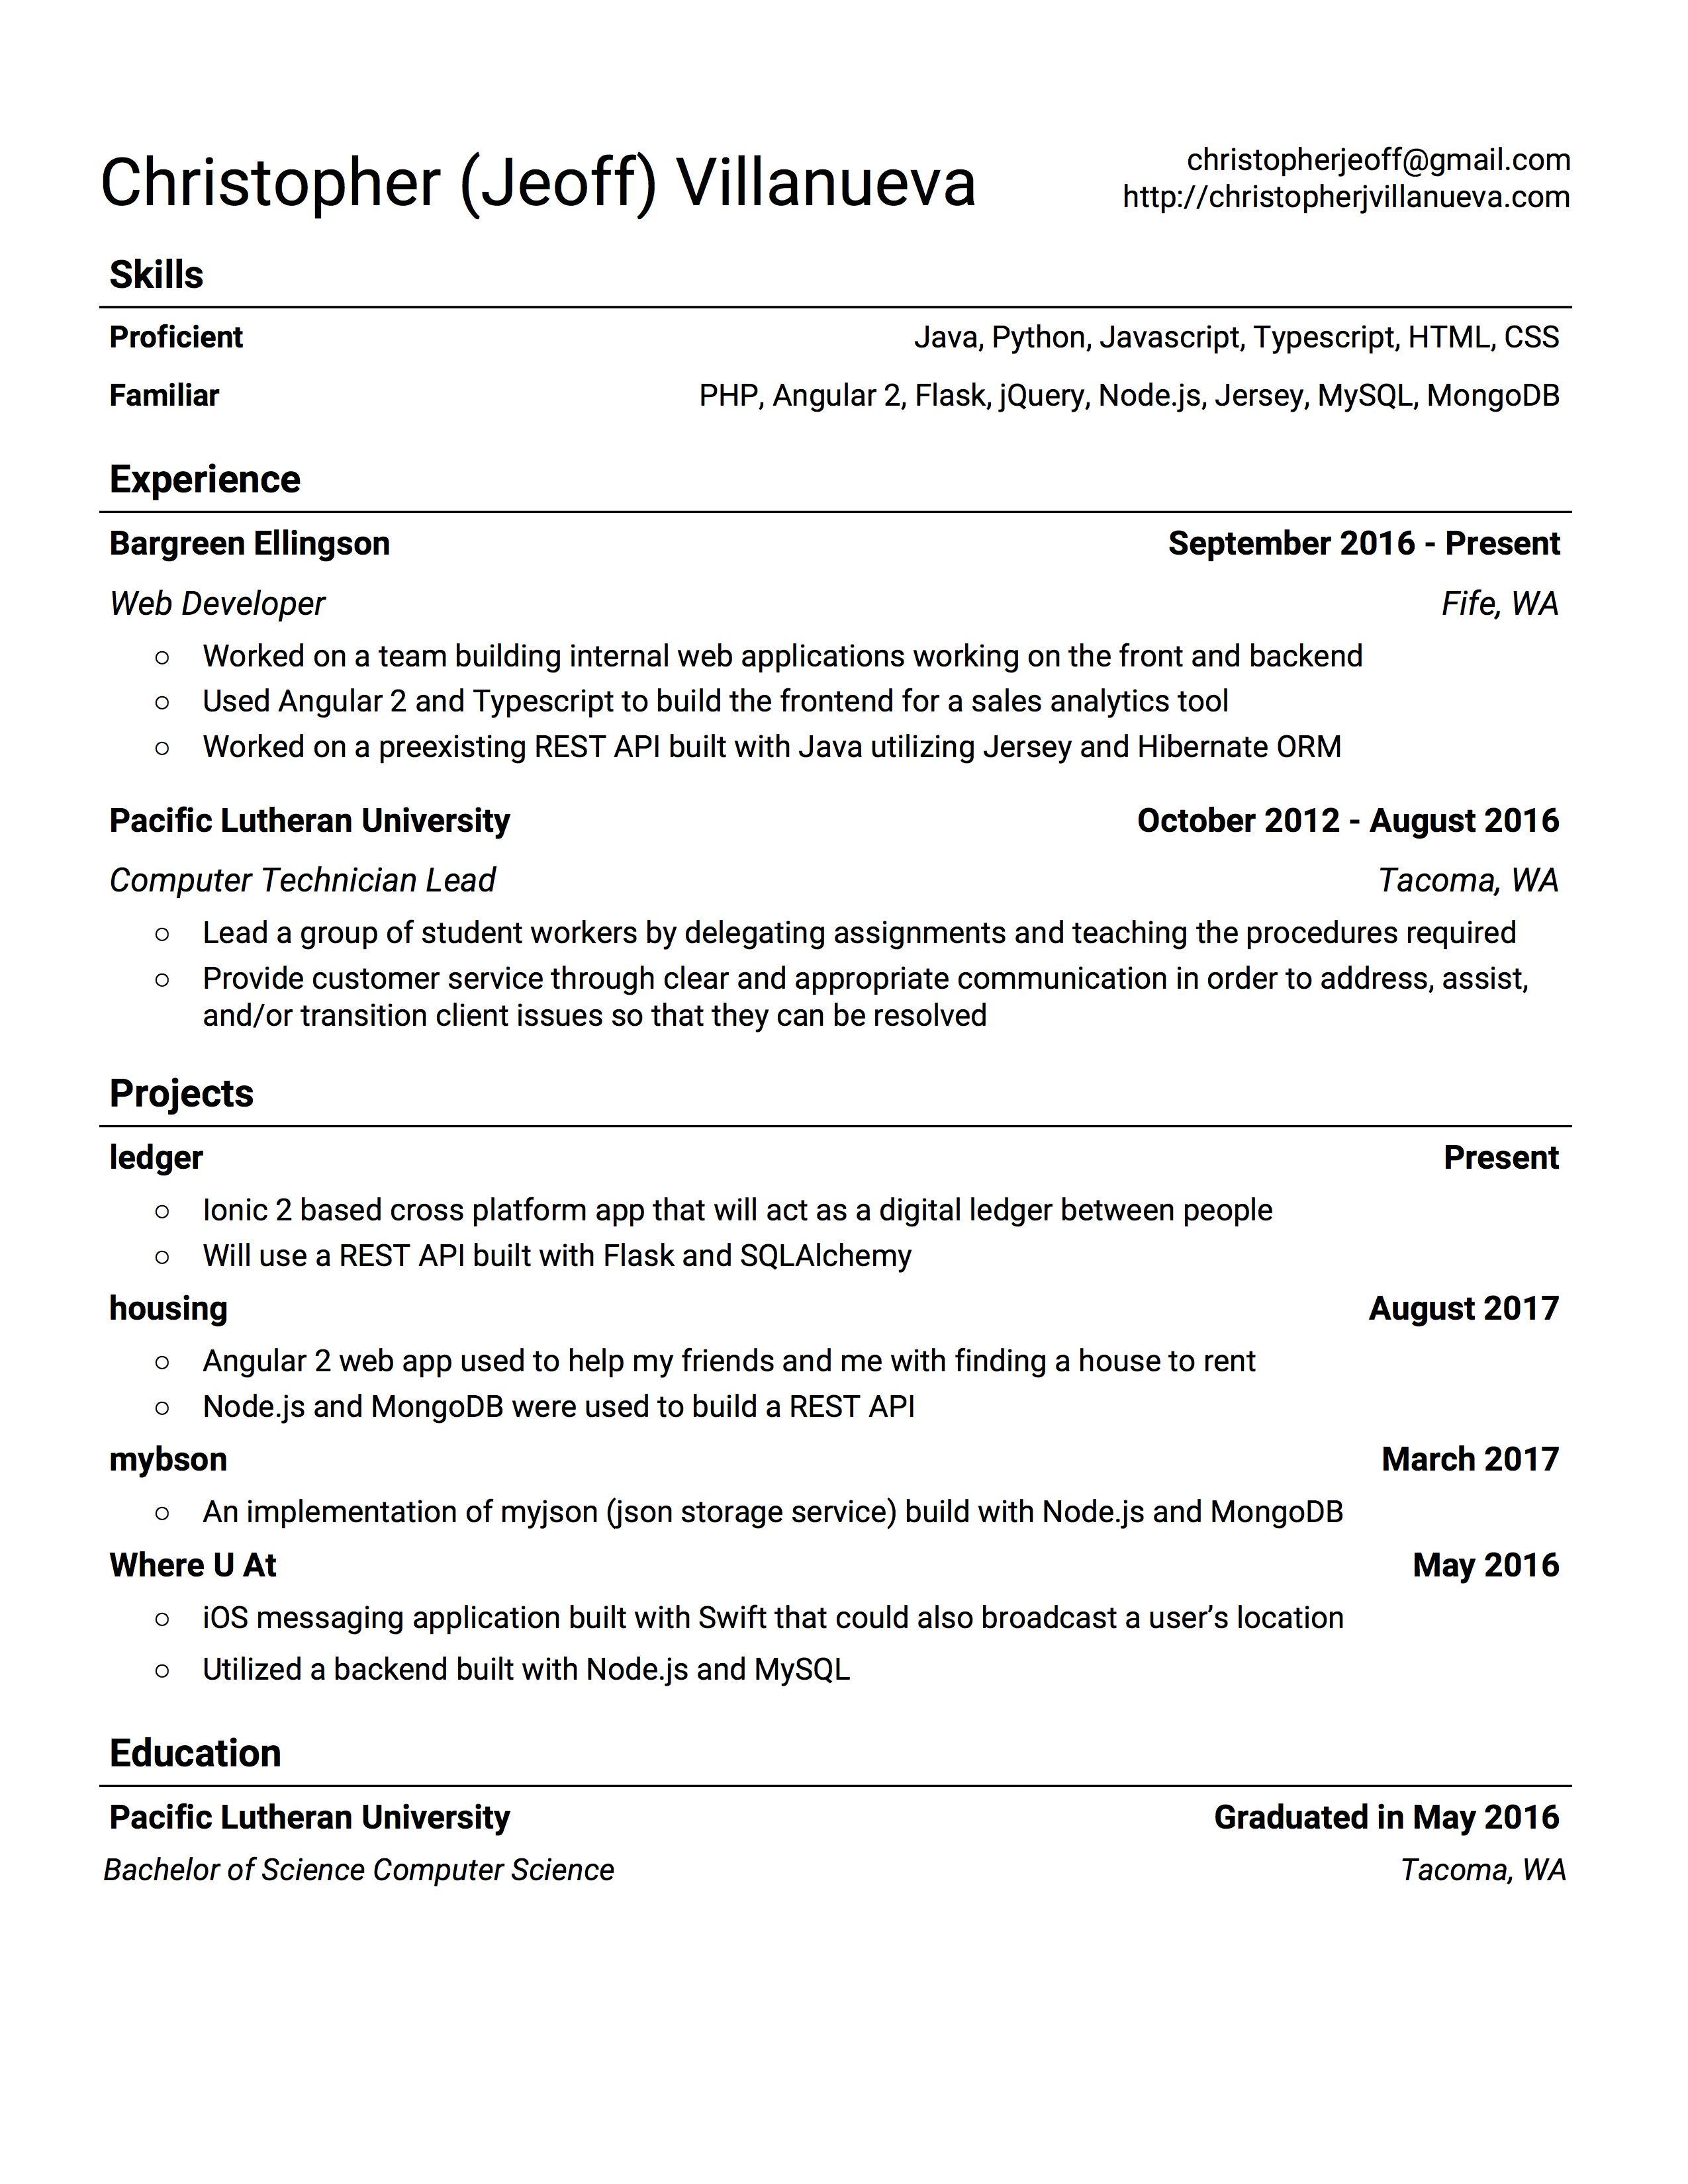 Christopher (Jeoff) Villanueva
christopherjeoff@gmail.com
http://christopherjvillanueva.com
Skills
Proficient Java, Python, Javascript, Typescript, HTML, CSS
Familiar PHP, Angular 2, Flask, jQuery, Node.js, Jersey, MySQL, MongoDB
Experience
Bargreen Ellingson September 2016 - Present
Web Developer Fife, WA
○ Worked on a team building internal web applications working on the front and backend
○ Used Angular 2 and Typescript to build the frontend for a sales analytics tool
○ Worked on a preexisting REST API built with Java utilizing Jersey and Hibernate ORM
Pacific Lutheran University October 2012 - August 2016
Computer Technician Lead Tacoma, WA
○ Lead a group of student workers by delegating assignments and teaching the procedures required
○ Provide customer service through clear and appropriate communication in order to address, assist,
and/or transition client issues so that they can be resolved
Projects
ledger Present
○ Ionic 2 based cross platform app that will act as a digital ledger between people
○ Will use a REST API built with Flask and SQLAlchemy
housing August 2017
○ Angular 2 web app used to help my friends and me with finding a house to rent
○ Node.js and MongoDB were used to build a REST API
mybson March 2017
○ An implementation of myjson (json storage service) build with Node.js and MongoDB
Where U At May 2016
○ iOS messaging application built with Swift that could also broadcast a user’s location
○ Utilized a backend built with Node.js and MySQL
Education
Pacific Lutheran University Graduated in May 2016
Bachelor of Science Computer Science Tacoma, WA